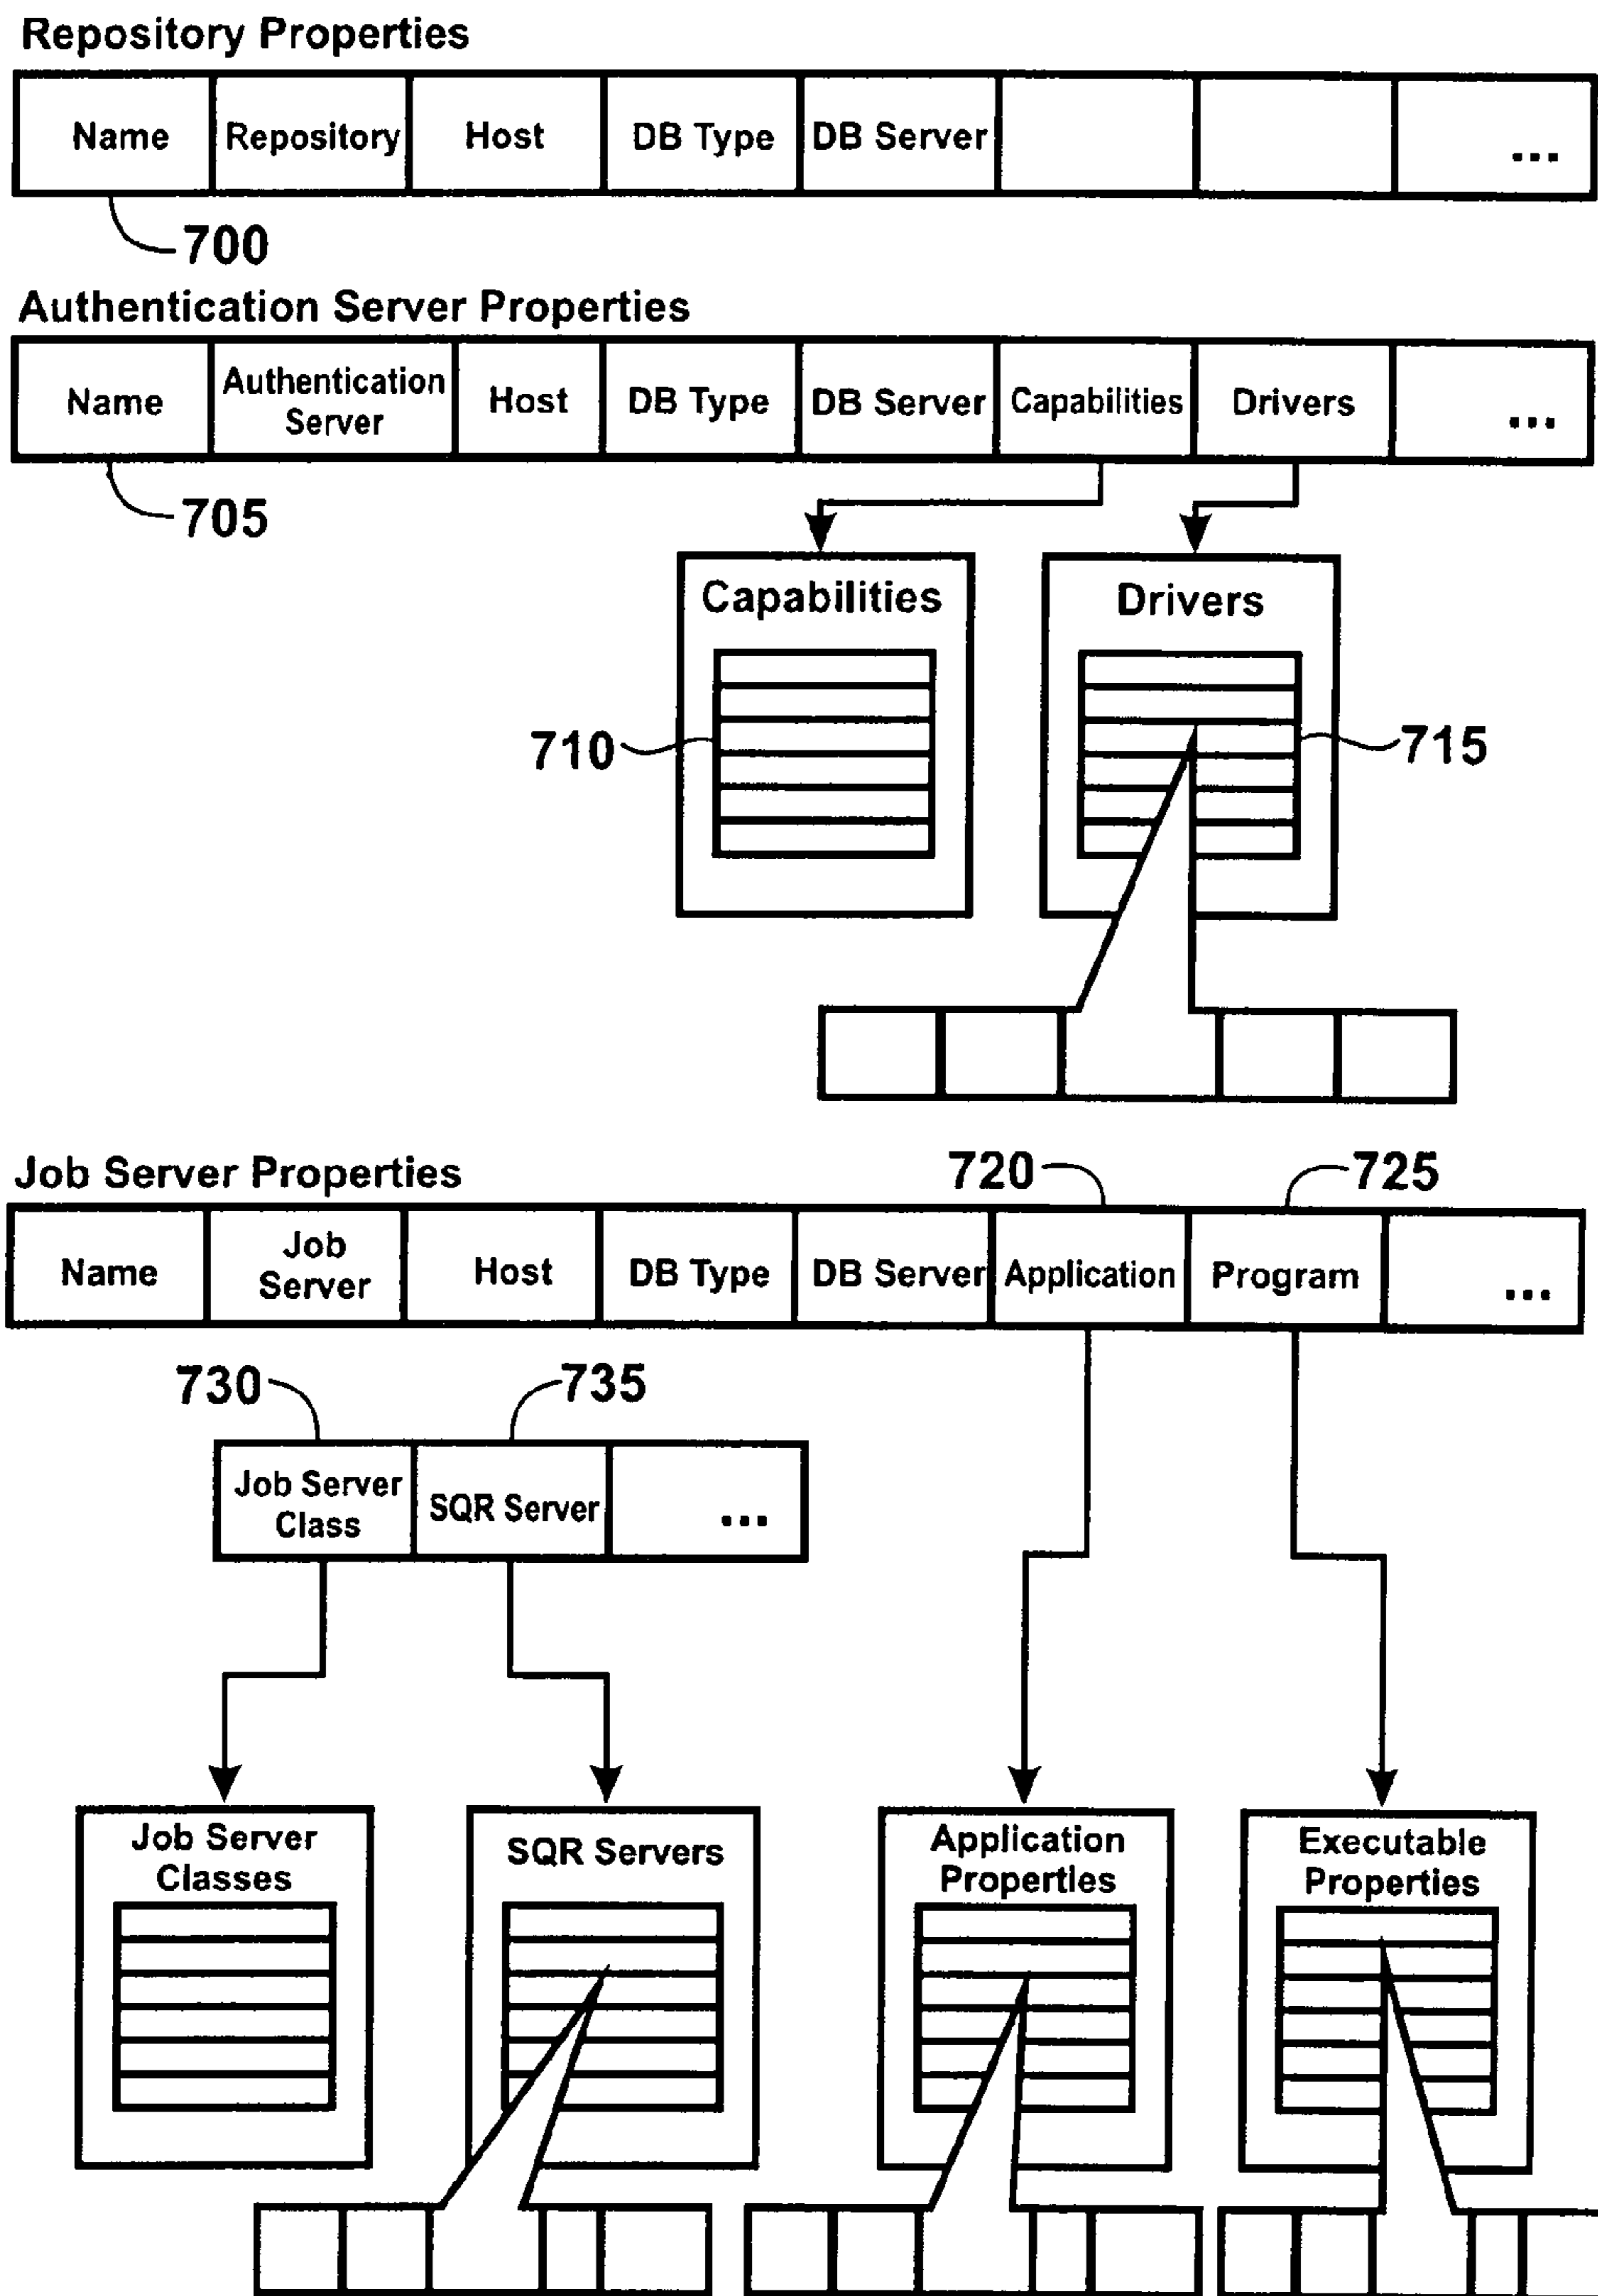 Repository Properties
Name Repository Host DB Type DB Server ...
700
Authentication Server Properties
Name Authentication Server Host DB Type DB Server Capabilities Drivers ...
705
Capabilities
Drivers
710
715
Job Server Properties
720
725
Name Job Server Host DB Type DB Server Application Program ...
730
735
Job Server Class SQR Server ...
Job Server
Classes
SQR Servers
Application
Properties
Executable
Properties